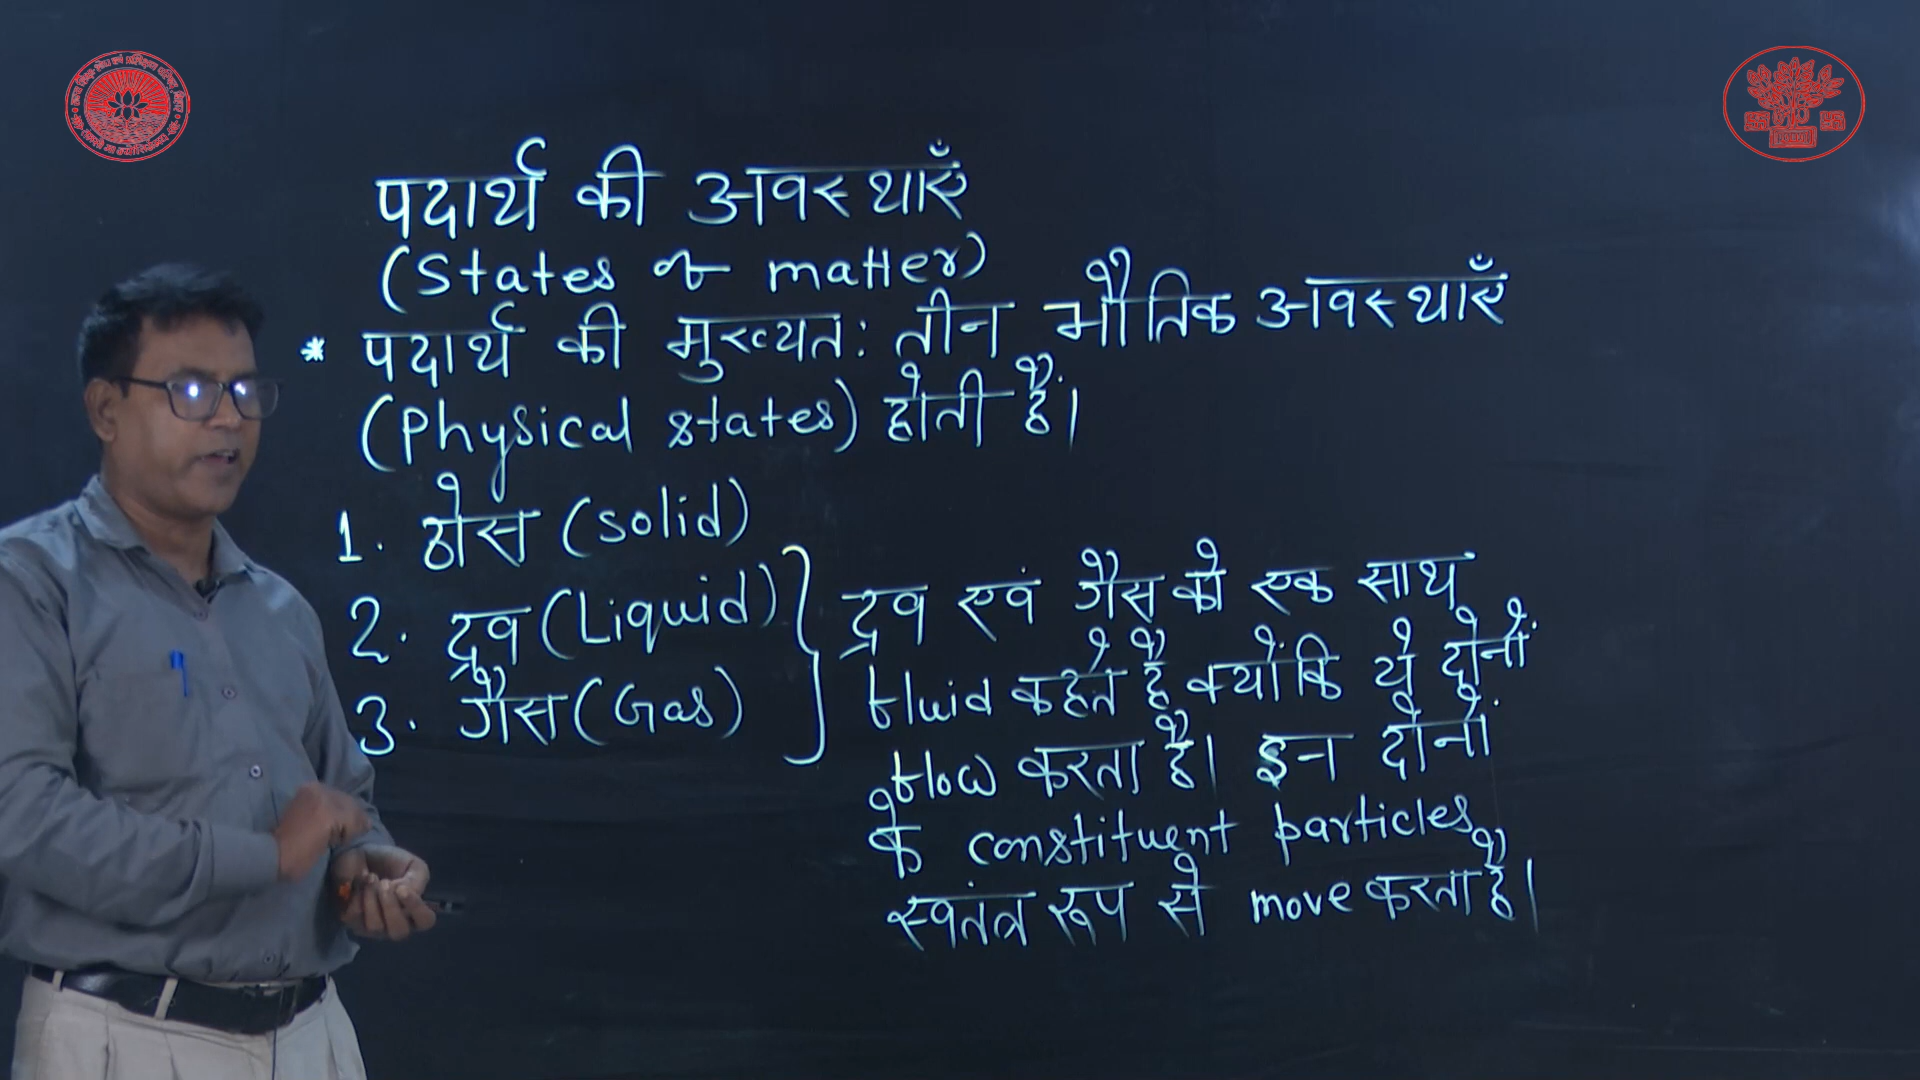 पदार्थ की अवस्थाएँ
(States of matter)
* पदार्थ की मुख्यत: तीन भौतिक अवस्थाएँ
(Physical states) होती हैं।
1. ठोस (solid)
2. द्रव (Liquid)
3. गैस (Gas)
द्रव एवं गैस को एक साथ
fluid कहते है क्योंकि ये दोनों
flow करता है। इन दोनों
के constituent particles
स्वतंत्र रूप से move करता है।